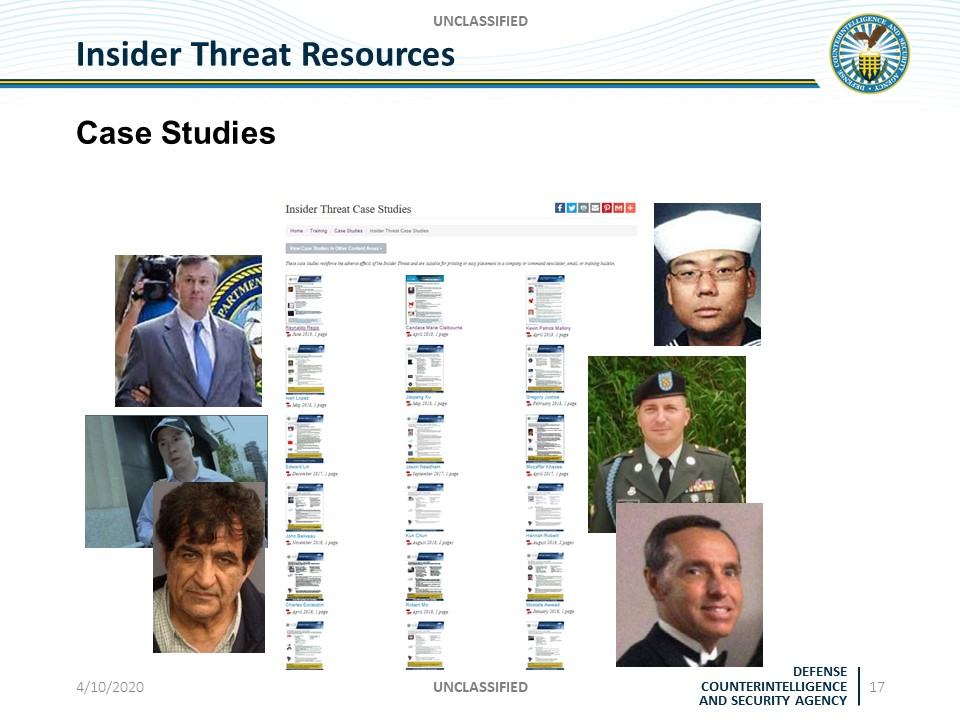 UNCLASSIFIED
Insider Threat Resources
DEFENSE COUNTERINTELLIGENCE AND SECURITY AGENCY
Case Studies
Insider Threat Case Studies
Home / Training / Case Studies / Insider Threat Case Studies
View Case Studies in Other Content Areas
These case studies reinforce the adverse effects of the Insider Threat and are suitable for printing or easy placement in a company or command newsletter, email, or training bulletin.
Reynaldo Regis
June 2018, 1 page
Candace Marie Claiborne
April 2018, 1 page
Kevin Patrick Mallory
April 2018, 1 page
Ivan Lopez
May 2018, 1 page
Jiaqiang Xu
May 2018, 1 page
Gregory Justice
February 2018, 1 page
Edward Lin
December 2017, 1 page
Jason Needham
September 2017, 1 page
Mozaffar Khazaee
April 2017, 1 page
John Beliveau
November 2016, 1 page
Kun Chun
August 2016, 2 pages
Hannah Robert
August 2016, 2 pages
Charles Eccleston
April 2016, 1 page
Robert Mo
April 2016, 1 page
Mostafa Awwad
January 2016, 1 page
DEPARTMENT
4/10/2020
UNCLASSIFIED
DEFENSE
COUNTERINTELLIGENCE
AND SECURITY AGENCY
17